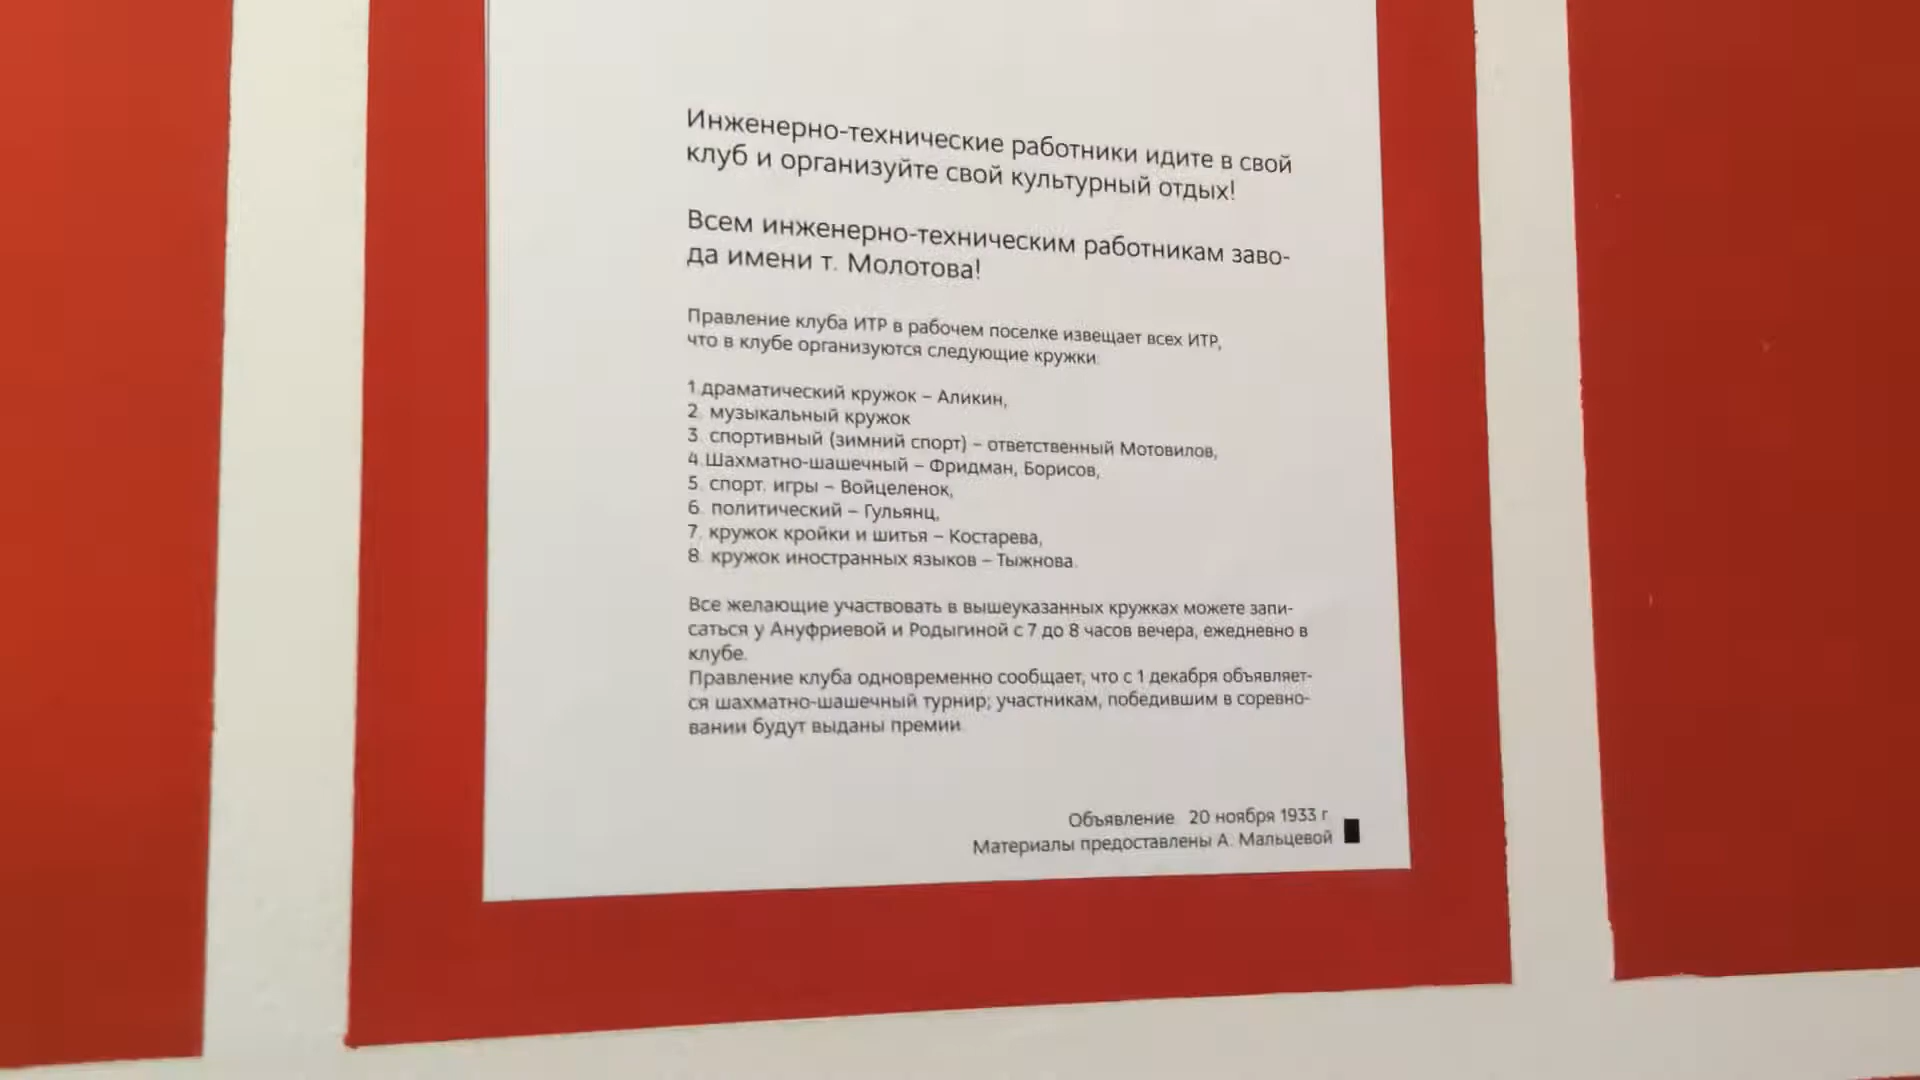 Инженерно-технические работники идите в свой
клуб и организуйте свой культурный отдых!
Всем инженерно-техническим работникам заво-
да имени т. Молотова!
Правление клуба ИТР в рабочем поселке извещает всех ИТР,
что в клубе организуются следующие кружки:
1.драматический кружок – Аликин,
2. музыкальный кружок
3. спортивный (зимний спорт) – ответственный Мотовилов,
4.Шахматно-шашечный – Фридман, Борисов,
5. спорт. игры – Войцеленок,
6. политический – Гульянц,
7. кружок кройки и шитья – Костарева,
8. кружок иностранных языков – Тыжнова.
Все желающие участвовать в вышеуказанных кружках можете запи-
саться у Ануфриевой и Родыгиной с 7 до 8 часов вечера, ежедневно в
клубе.
Правление клуба одновременно сообщает, что с 1 декабря объявляет-
ся шахматно-шашечный турнир; участникам, победившим в соревно-
вании будут выданы премии.
Объявление. 20 ноября 1933 г.
Материалы предоставлены А. Мальцевой